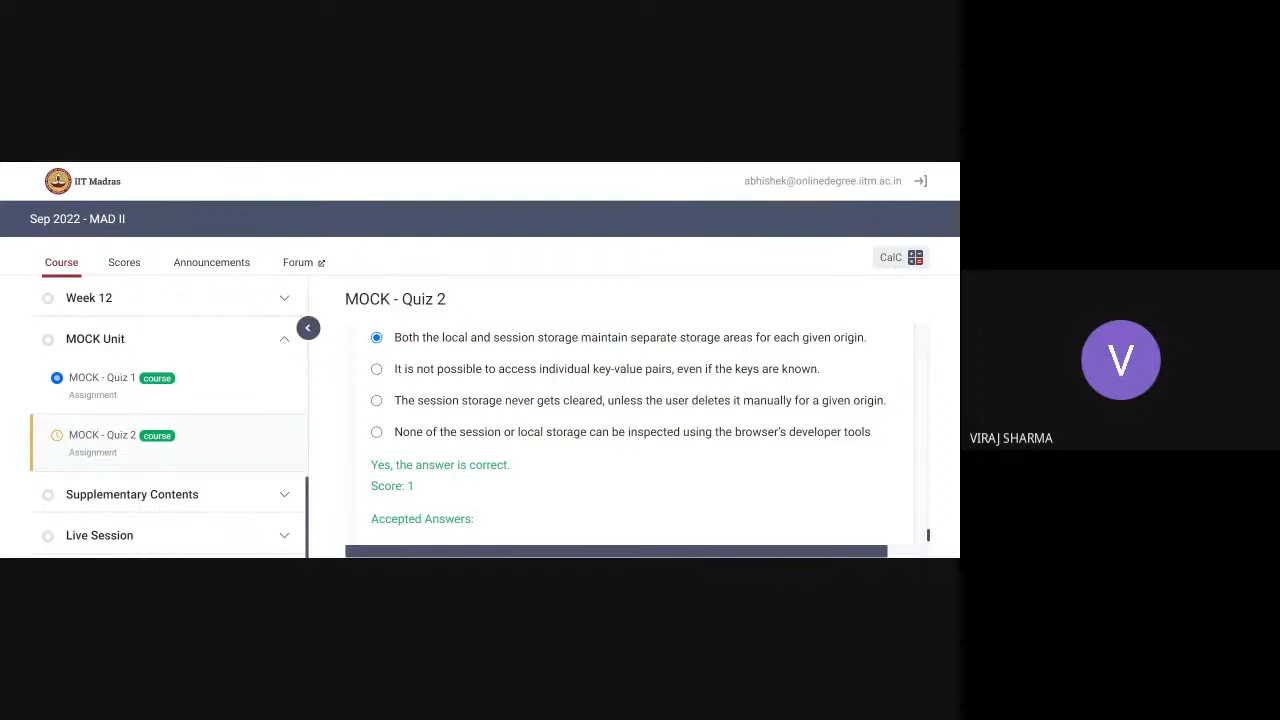 IIT Madras
abhishek@onlinedegree.iitm.ac.in
Sep 2022 - MAD II
Course Scores Announcements Forum
CalC
Week 12
MOCK Unit
MOCK - Quiz 1 course
Assignment
MOCK - Quiz 2 course
Assignment
Supplementary Contents
Live Session
MOCK - Quiz 2
Both the local and session storage maintain separate storage areas for each given origin.
It is not possible to access individual key-value pairs, even if the keys are known.
The session storage never gets cleared, unless the user deletes it manually for a given origin.
None of the session or local storage can be inspected using the browser's developer tools
Yes, the answer is correct.
Score: 1
Accepted Answers:
V
VIRAJ SHARMA